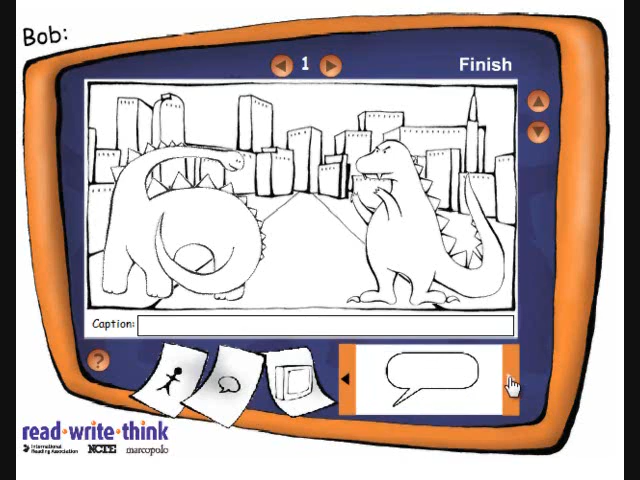 Bob:
1
Finish
Caption:
?
read·write·think
International
Reading Association
NCTE
marcopolo